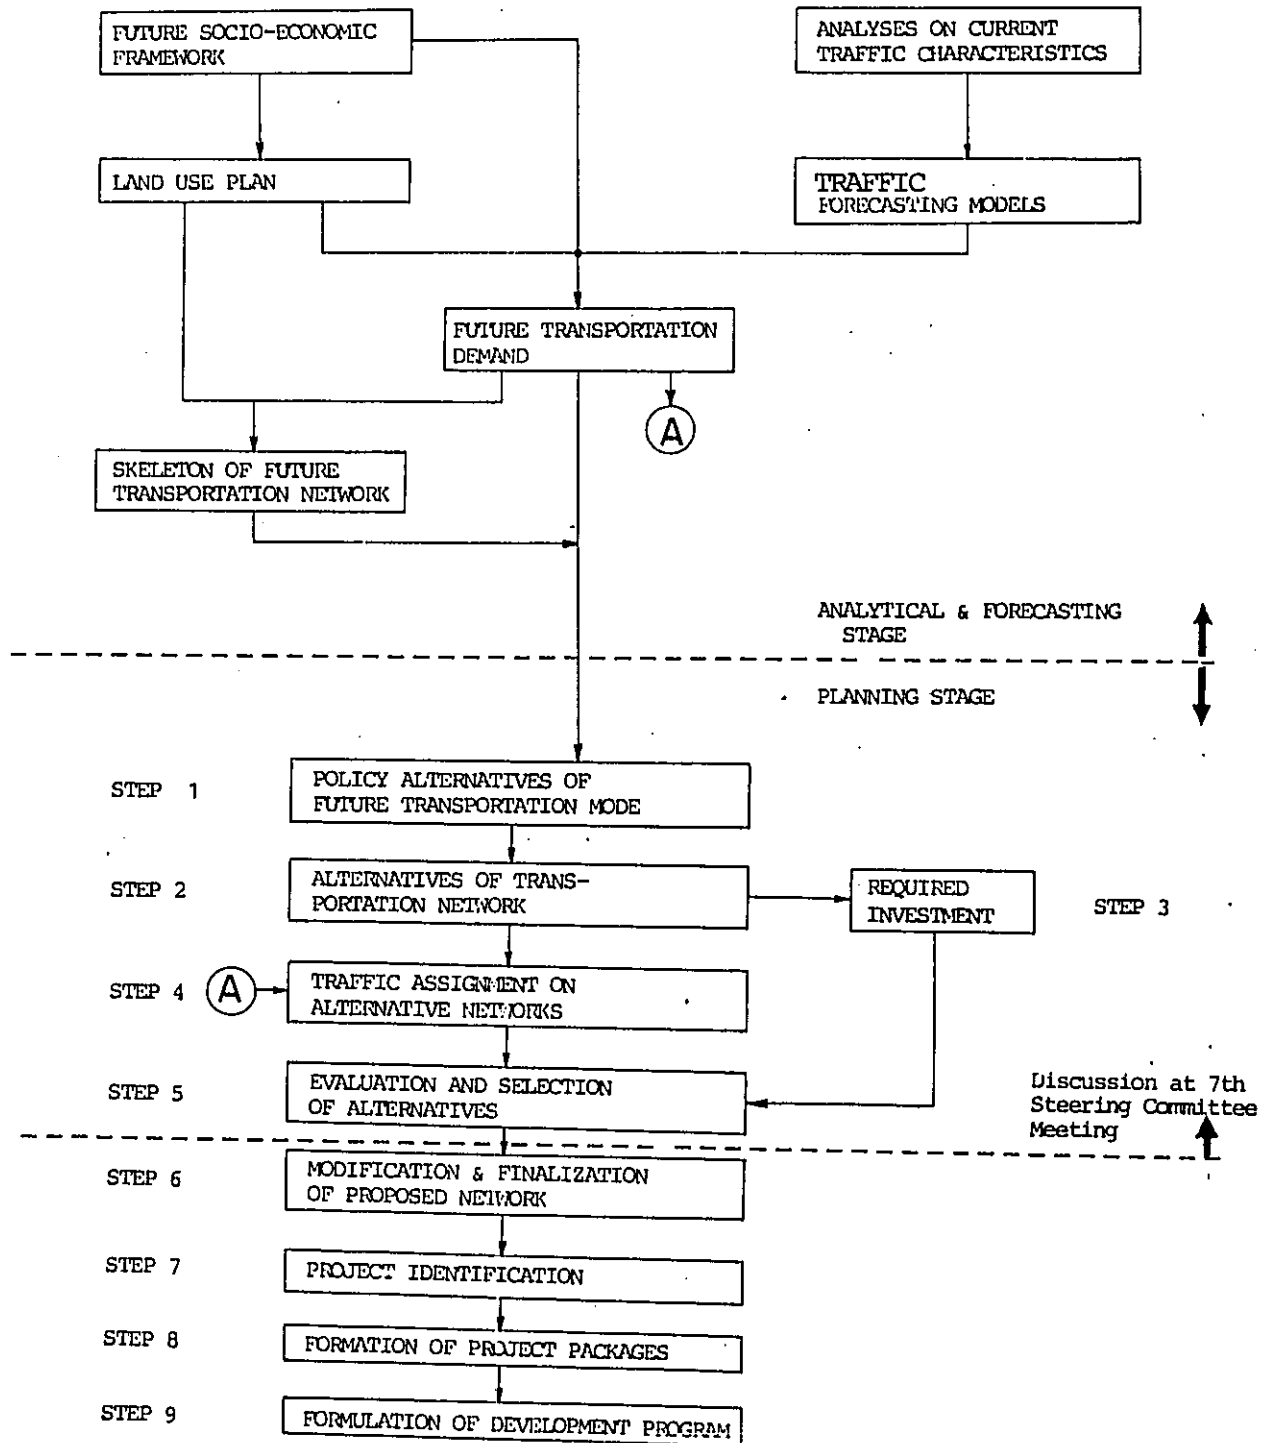 FUTURE SOCIO-ECONOMIC
FRAMEWORK
ANALYSES ON CURRENT
TRAFFIC CHARACTERISTICS
LAND USE PLAN
TRAFFIC
FORECASTING MODELS
FUTURE TRANSPORTATION
DEMAND
A
SKELETON OF FUTURE
TRANSPORTATION NETWORK
ANALYTICAL & FORECASTING
STAGE
PLANNING STAGE
STEP 1
POLICY ALTERNATIVES OF
FUTURE TRANSPORTATION MODE
STEP 2
ALTERNATIVES OF TRANS-
PORTATION NETWORK
REQUIRED
INVESTMENT
STEP 3
STEP 4
A
TRAFFIC ASSIGNMENT ON
ALTERNATIVE NETWORKS
STEP 5
EVALUATION AND SELECTION
OF ALTERNATIVES
Discussion at 7th
Steering Committee
Meeting
STEP 6
MODIFICATION & FINALIZATION
OF PROPOSED NETWORK
STEP 7
PROJECT IDENTIFICATION
STEP 8
FORMATION OF PROJECT PACKAGES
STEP 9
FORMULATION OF DEVELOPMENT PROGRAM